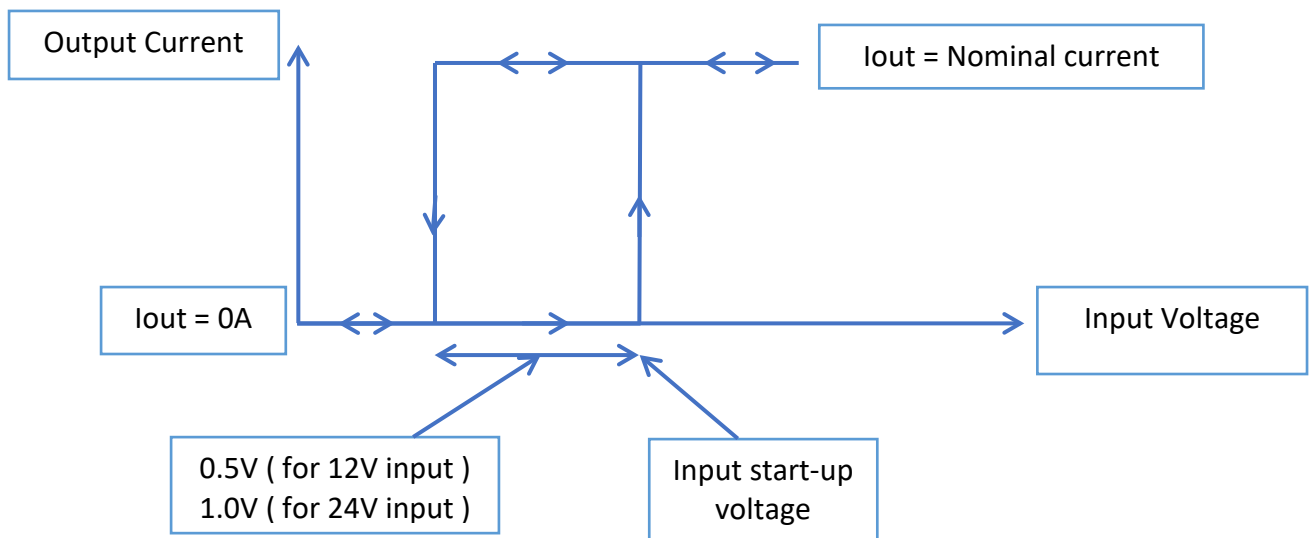 Output Current
Iout = Nominal current
Iout = 0A
Input Voltage
0.5V ( for 12V input )
1.0V ( for 24V input )
Input start-up
voltage